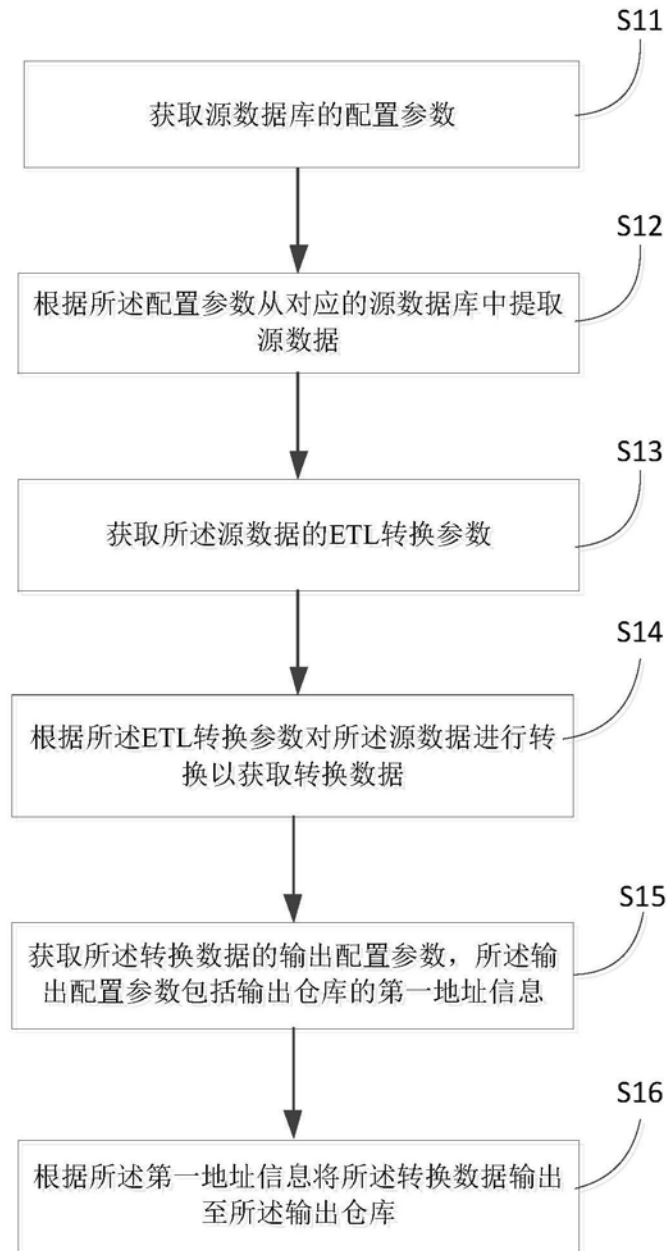 S11
获取源数据库的配置参数
S12
根据所述配置参数从对应的源数据库中提取
源数据
S13
获取所述源数据的ETL转换参数
S14
根据所述ETL转换参数对所述源数据进行转
换以获取转换数据
S15
获取所述转换数据的输出配置参数，所述输
出配置参数包括输出仓库的第一地址信息
S16
根据所述第一地址信息将所述转换数据输出
至所述输出仓库